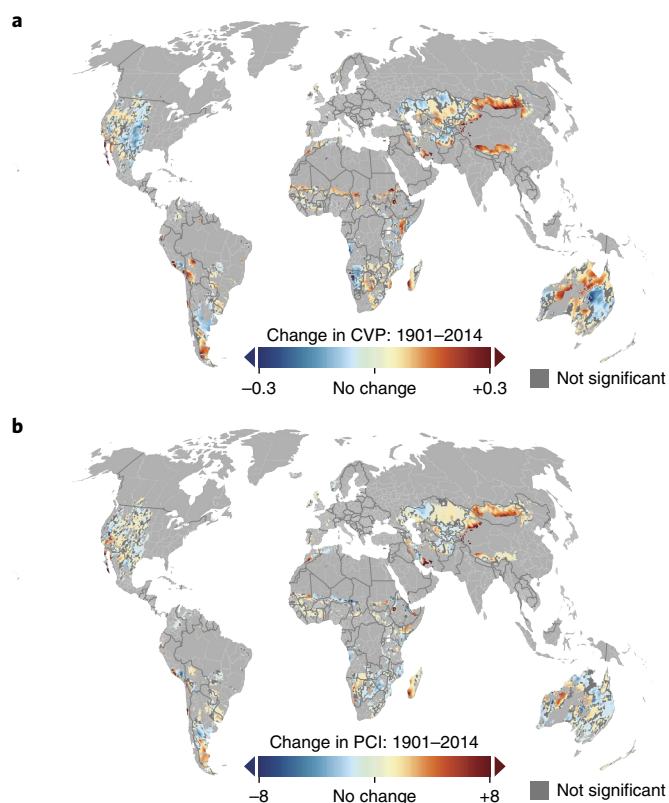 a
Change in CVP: 1901–2014
–0.3
No change
+0.3
Not significant
b
Change in PCI: 1901–2014
–8
No change
+8
Not significant